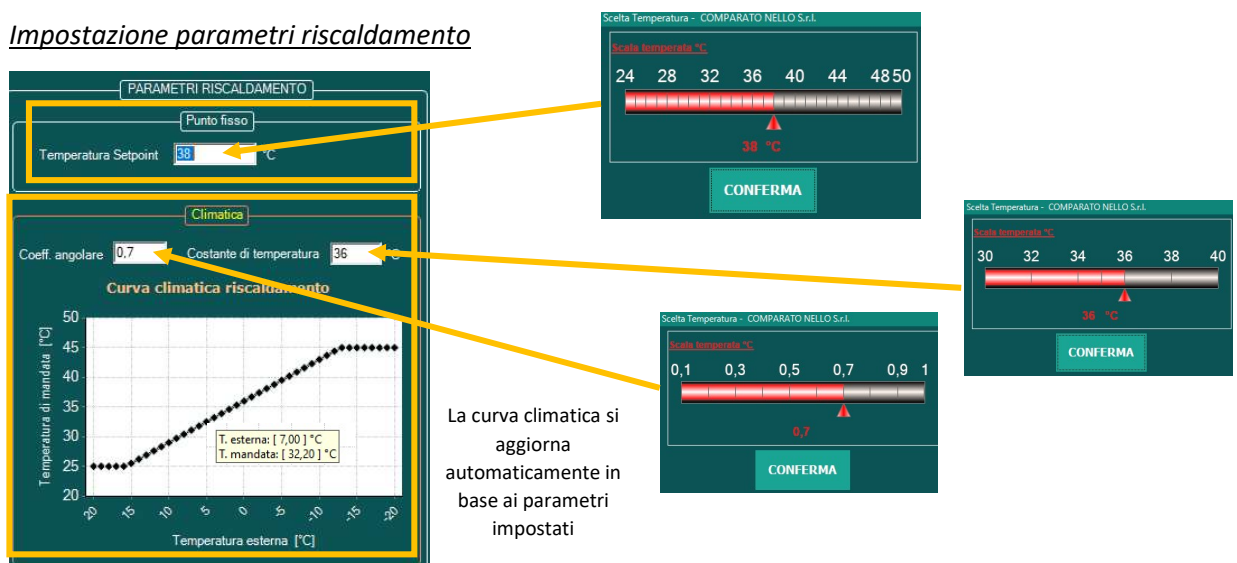 Impostazione parametri riscaldamento
PARAMETRI RISCALDAMENTO
Punto fisso
Temperatura Setpoint 38 °C
Climatica
Coeff. angolare 0,7 Costante di temperatura 36 °C
Curva climatica riscaldamento
Temperatura di mandata [°C]
50
45
40
35
30
25
20
T. esterna: [ 7,00 ] °C
T. mandata: [ 32,20 ] °C
20 15 10 5 0 -5 -10 -15 -20
Temperatura esterna [°C]
Scelta Temperatura - COMPARATO NELLO S.r.l.
Scala temperata °C
24 28 32 36 40 44 48 50
38 °C
CONFERMA
Scelta Temperatura - COMPARATO NELLO S.r.l.
Scala temperata °C
30 32 34 36 38 40
36 °C
CONFERMA
Scelta Temperatura - COMPARATO NELLO S.r.l.
Scala temperata °C
0,1 0,3 0,5 0,7 0,9 1
0,7
CONFERMA
La curva climatica si
aggiorna
automaticamente in
base ai parametri
impostati